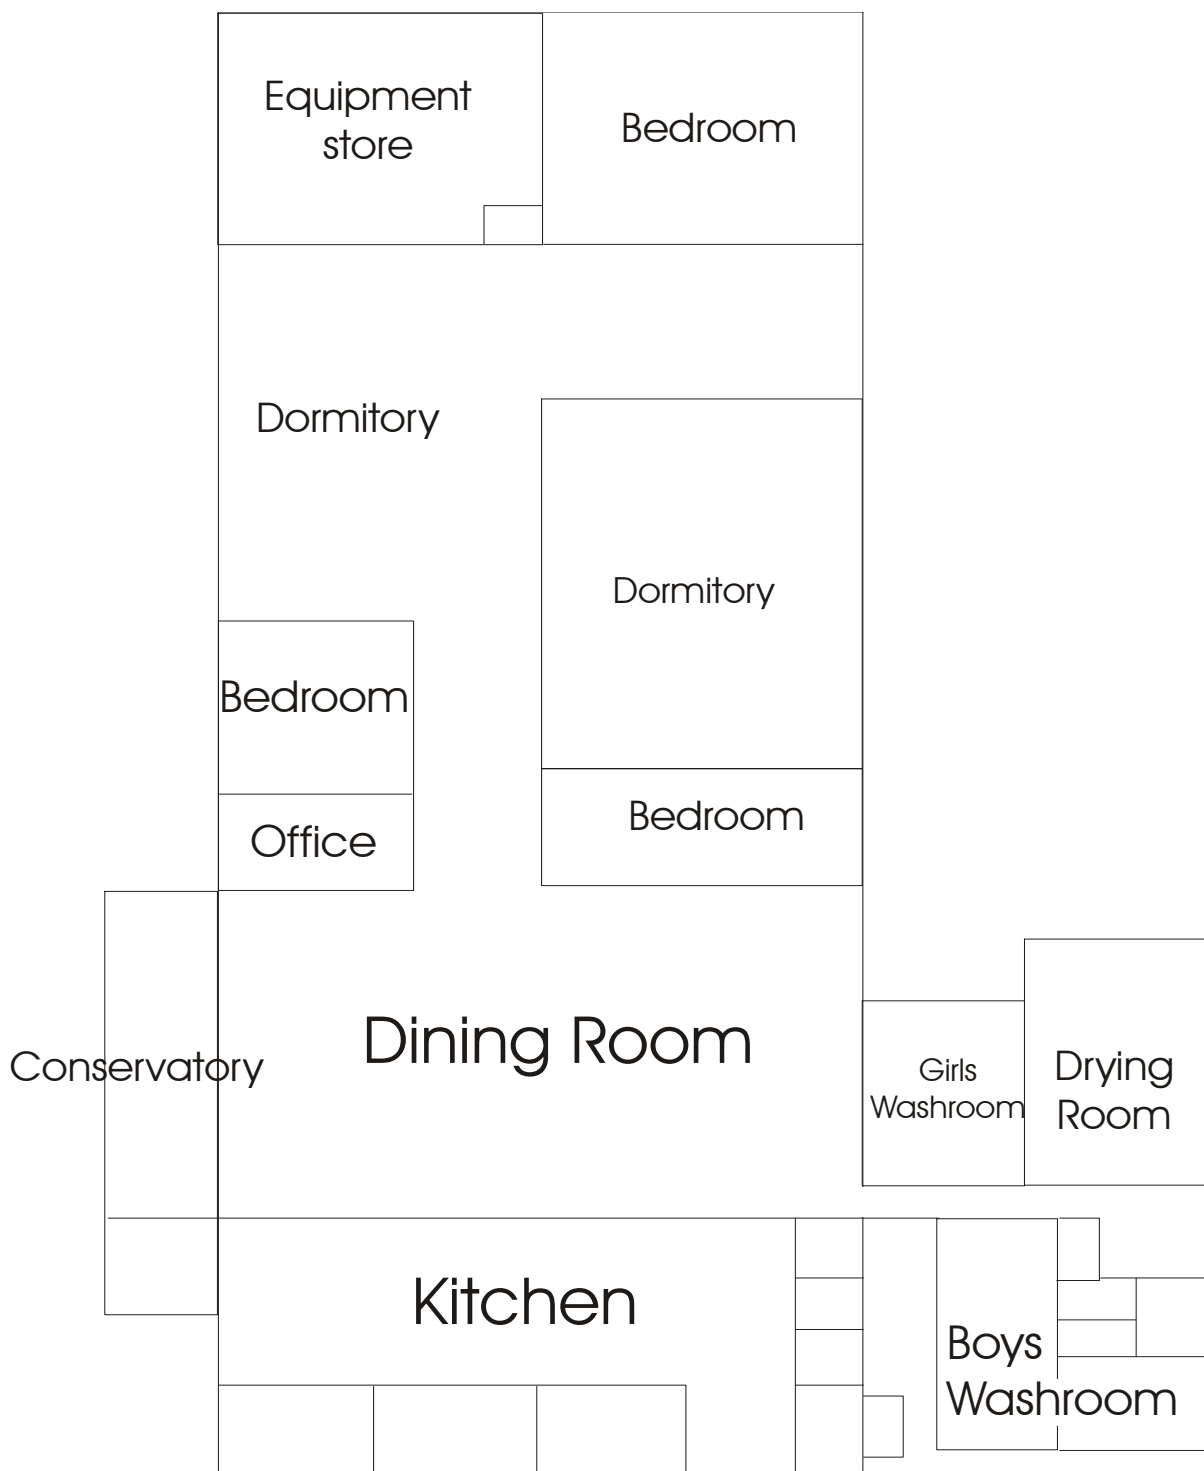 Equipment
store
Bedroom
Dormitory
Dormitory
Bedroom
Bedroom
Office
Dining Room
Conservatory
Girls
Washroom
Drying
Room
Kitchen
Boys
Washroom